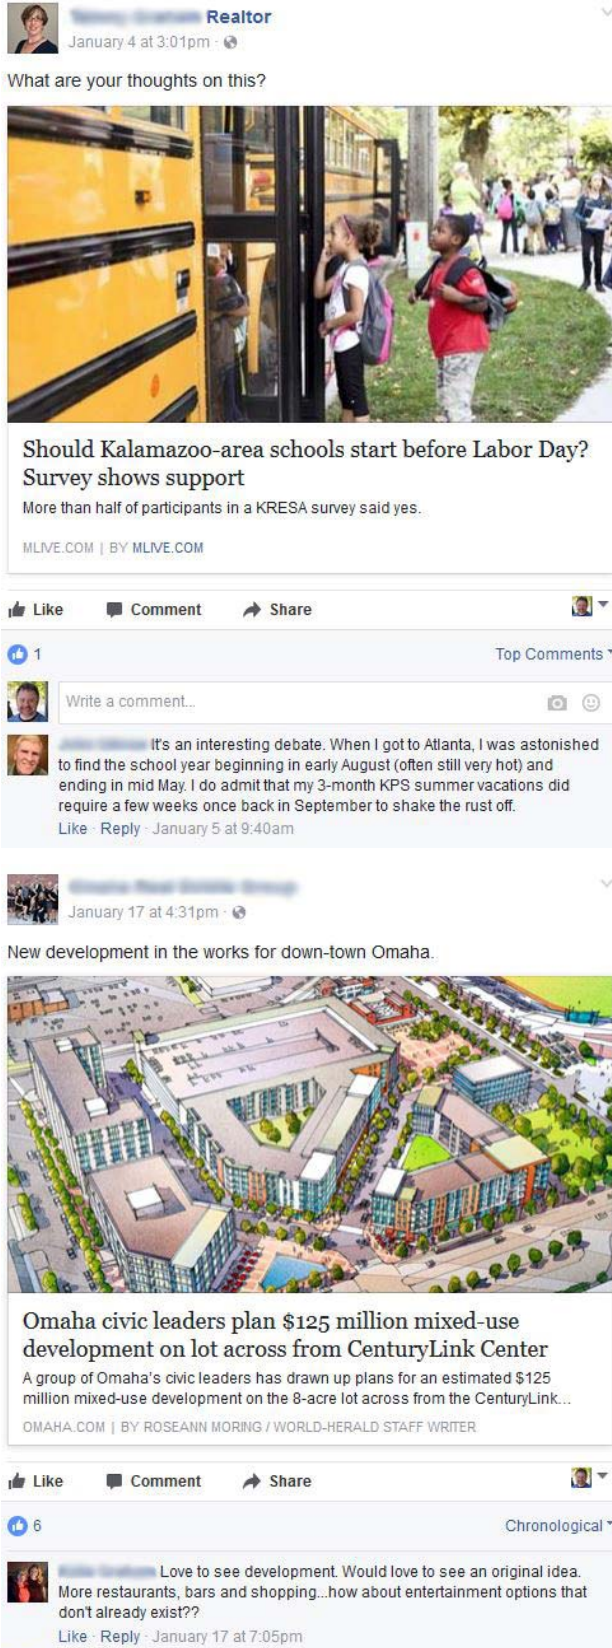 Realtor
January 4 at 3:01pm ·
What are your thoughts on this?
Should Kalamazoo-area schools start before Labor Day?
Survey shows support
More than half of participants in a KRESA survey said yes.
MLIVE.COM | BY MLIVE.COM
Like Comment Share
1 Top Comments
Write a comment...
It's an interesting debate. When I got to Atlanta, I was astonished
to find the school year beginning in early August (often still very hot) and
ending in mid May. I do admit that my 3-month KPS summer vacations did
require a few weeks once back in September to shake the rust off.
Like · Reply · January 5 at 9:40am
January 17 at 4:31pm ·
New development in the works for down-town Omaha.
Omaha civic leaders plan $125 million mixed-use
development on lot across from CenturyLink Center
A group of Omaha's civic leaders has drawn up plans for an estimated $125
million mixed-use development on the 8-acre lot across from the CenturyLink...
OMAHA.COM | BY ROSEANN MORING / WORLD-HERALD STAFF WRITER
Like Comment Share
6 Chronological
Love to see development. Would love to see an original idea.
More restaurants, bars and shopping...how about entertainment options that
don't already exist??
Like · Reply · January 17 at 7:05pm